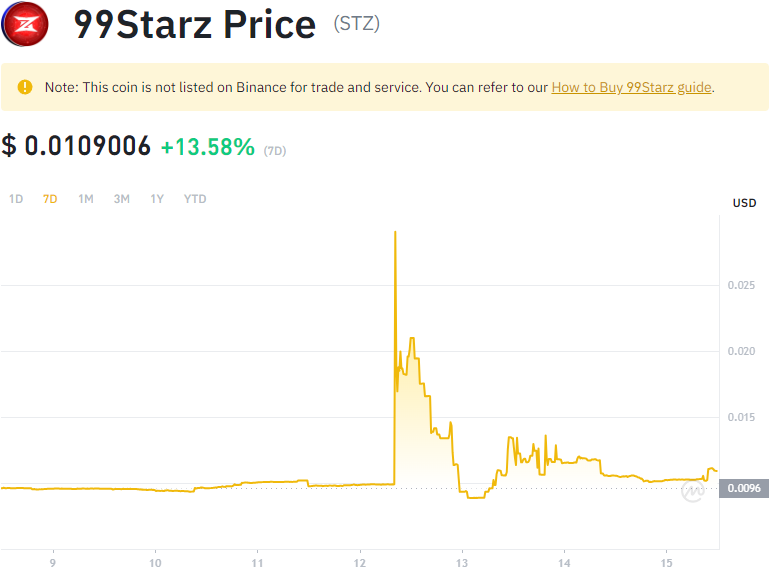 99Starz Price (STZ)
Note: This coin is not listed on Binance for trade and service. You can refer to our How to Buy 99Starz guide.
$ 0.0109006 +13.58% (7D)
1D 7D 1M 3M 1Y YTD
USD
0.025
0.020
0.015
0.0096
9 10 11 12 13 14 15